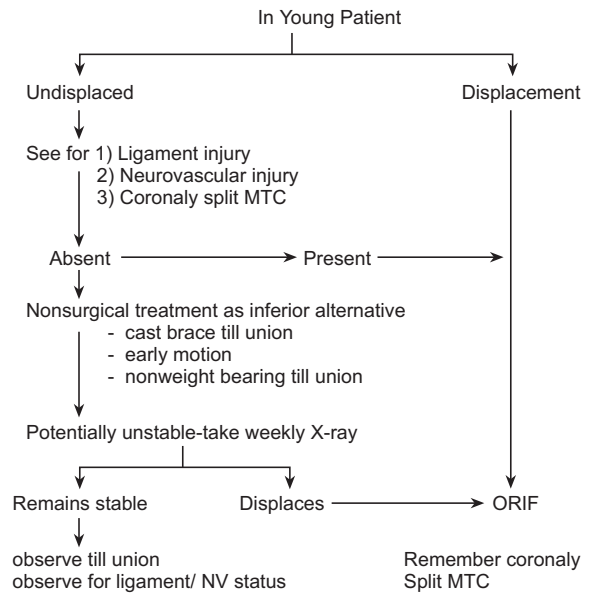 In Young Patient
Undisplaced
Displacement
See for 1) Ligament injury
2) Neurovascular injury
3) Coronaly split MTC
Absent
Present
Nonsurgical treatment as inferior alternative
- cast brace till union
- early motion
- nonweight bearing till union
Potentially unstable-take weekly X-ray
Remains stable
Displaces
ORIF
observe till union
observe for ligament/ NV status
Remember coronaly
Split MTC